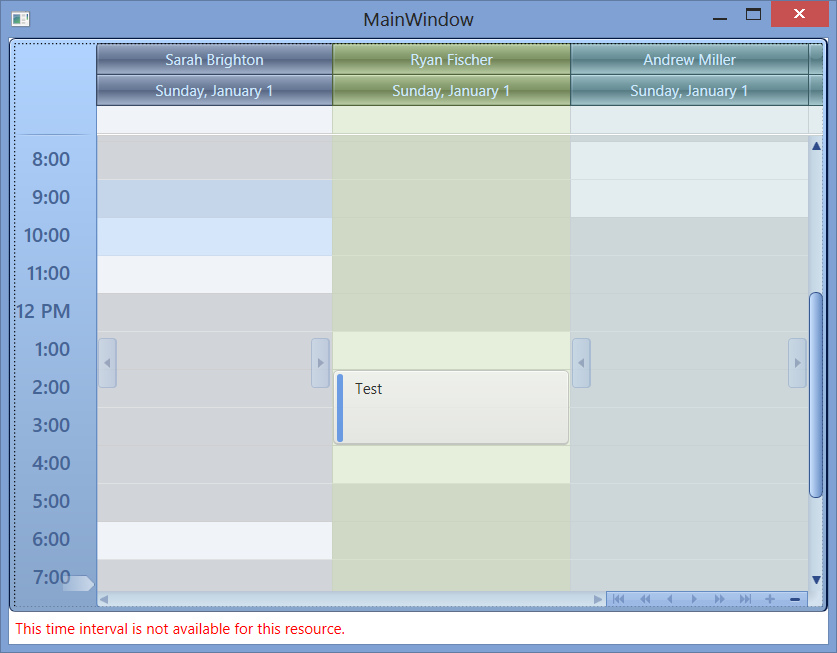 MainWindow
Sarah Brighton
Ryan Fischer
Andrew Miller
Sunday, January 1
Sunday, January 1
Sunday, January 1
8:00
9:00
10:00
11:00
12 PM
1:00
2:00
Test
3:00
4:00
5:00
6:00
7:00
This time interval is not available for this resource.